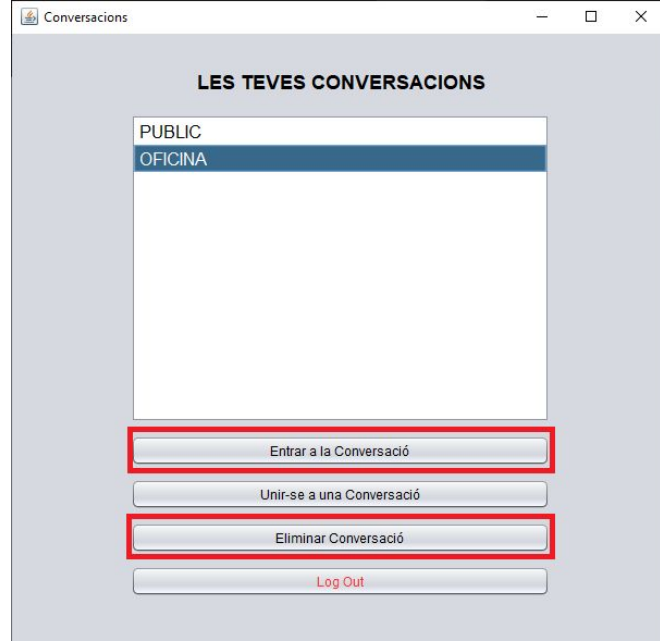 Conversacions
LES TEVES CONVERSACIONS
PUBLIC
OFICINA
Entrar a la Conversació
Unir-se a una Conversació
Eliminar Conversació
Log Out